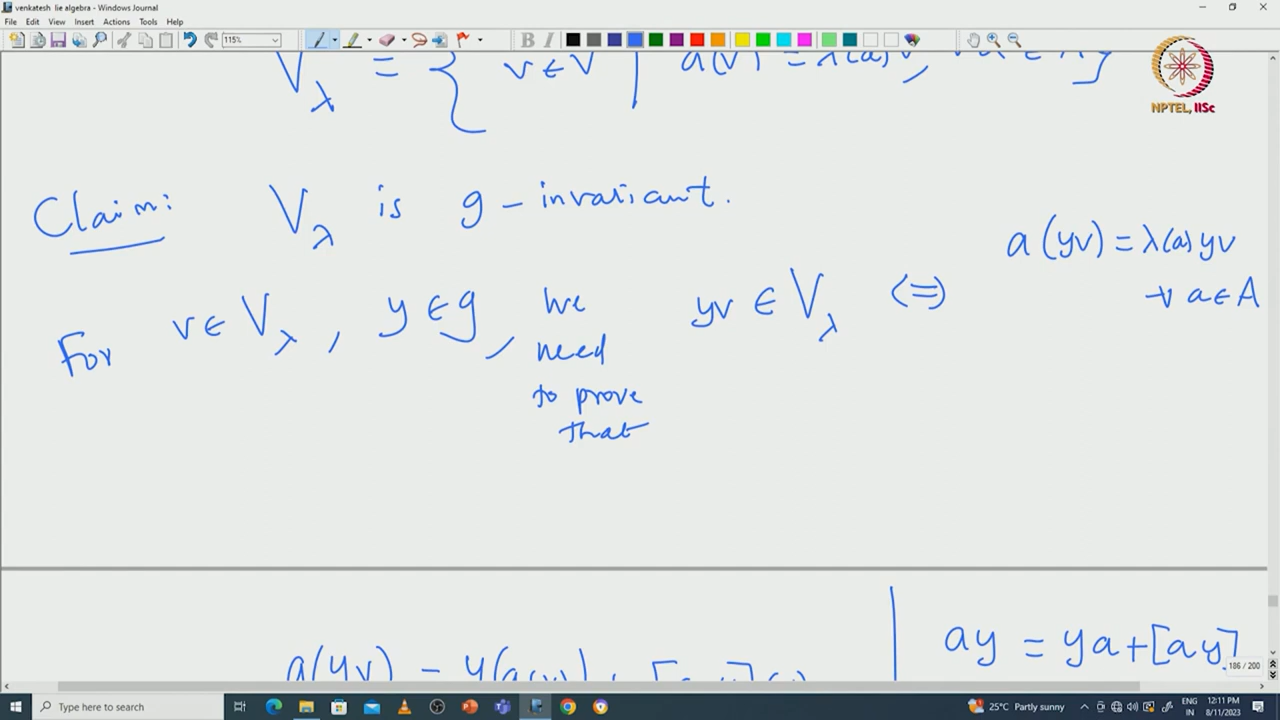 venkatesh lie algebra - Windows Journal
File Edit View Insert Actions Tools Help
115%
B I
V_λ = { v ∈ V | a(v) = λ(a)v, ∀ a ∈ A }
NPTEL, IISc
Claim: V_λ is g - invariant.
For v ∈ V_λ, y ∈ g, we need to prove that yv ∈ V_λ <=> a(yv) = λ(a) yv
∀ a ∈ A
ay = ya + [ay]
a(yv) = y(a(v)) + [a,y](v)
186 / 200
Type here to search
25°C Partly sunny
ENG
IN
12:11 PM
8/11/2023